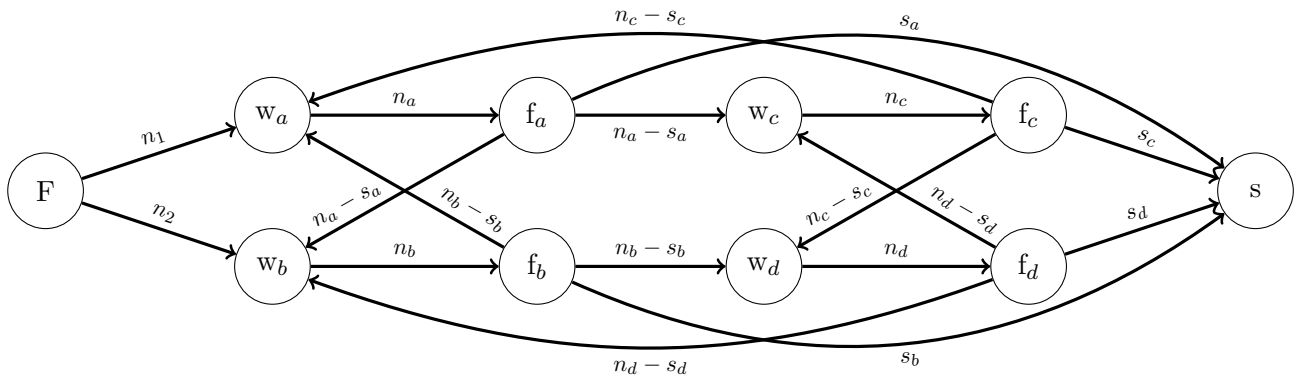 n_c − s_c
s_a
w_a
n_a
f_a
w_c
n_c
f_c
n_1
n_a − s_a
s_c
F
n_a − s_a
n_b − s_b
n_c − s_c
n_d − s_d
s
n_2
s_d
w_b
n_b
f_b
n_b − s_b
w_d
n_d
f_d
s_b
n_d − s_d